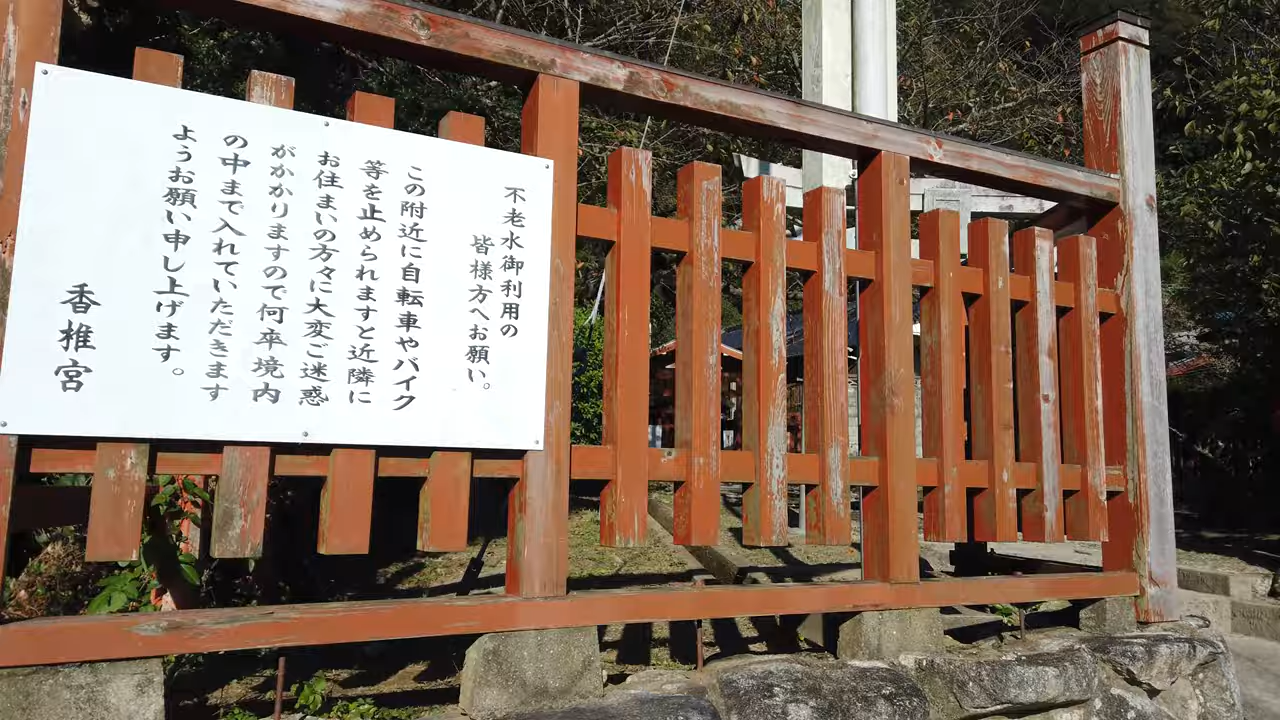 不老水御利用の
皆様方へお願い。
この附近に自転車やバイク
等を止められますと近隣に
お住まいの方々に大変ご迷惑
がかかりますので何卒境内
の中まで入れていただきます
ようお願い申し上げます。
香椎宮